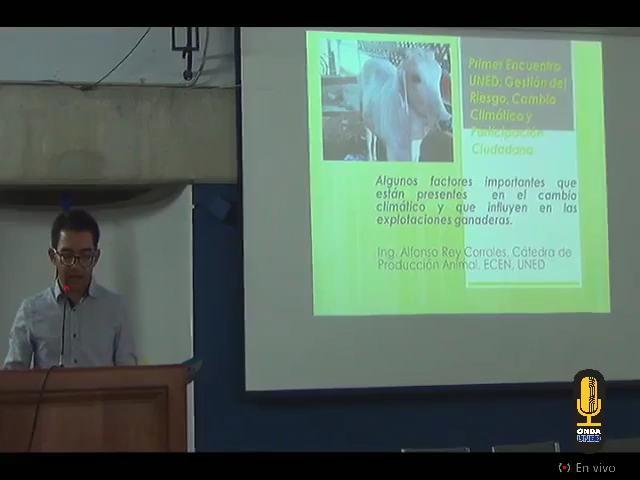 Primer Encuentro
UNED: Gestión del
Riesgo, Cambio
Climático y
Participación
Ciudadana
Algunos factores importantes que
están presentes en el cambio
climático y que influyen en las
explotaciones ganaderas.
Ing. Alfonso Rey Corrales. Cátedra de
Producción Animal, ECEN, UNED
ONDA
UNED
En vivo